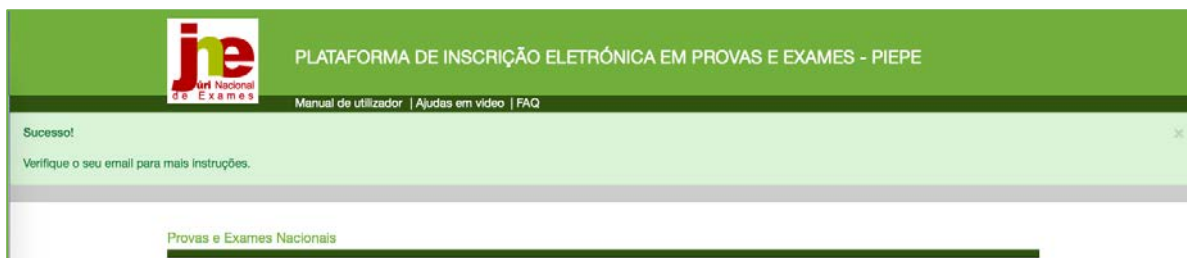 jne
Júri Nacional
de Exames
PLATAFORMA DE INSCRIÇÃO ELETRÓNICA EM PROVAS E EXAMES - PIEPE
Manual de utilizador | Ajudas em vídeo | FAQ
Sucesso!
×
Verifique o seu email para mais instruções.
Provas e Exames Nacionais